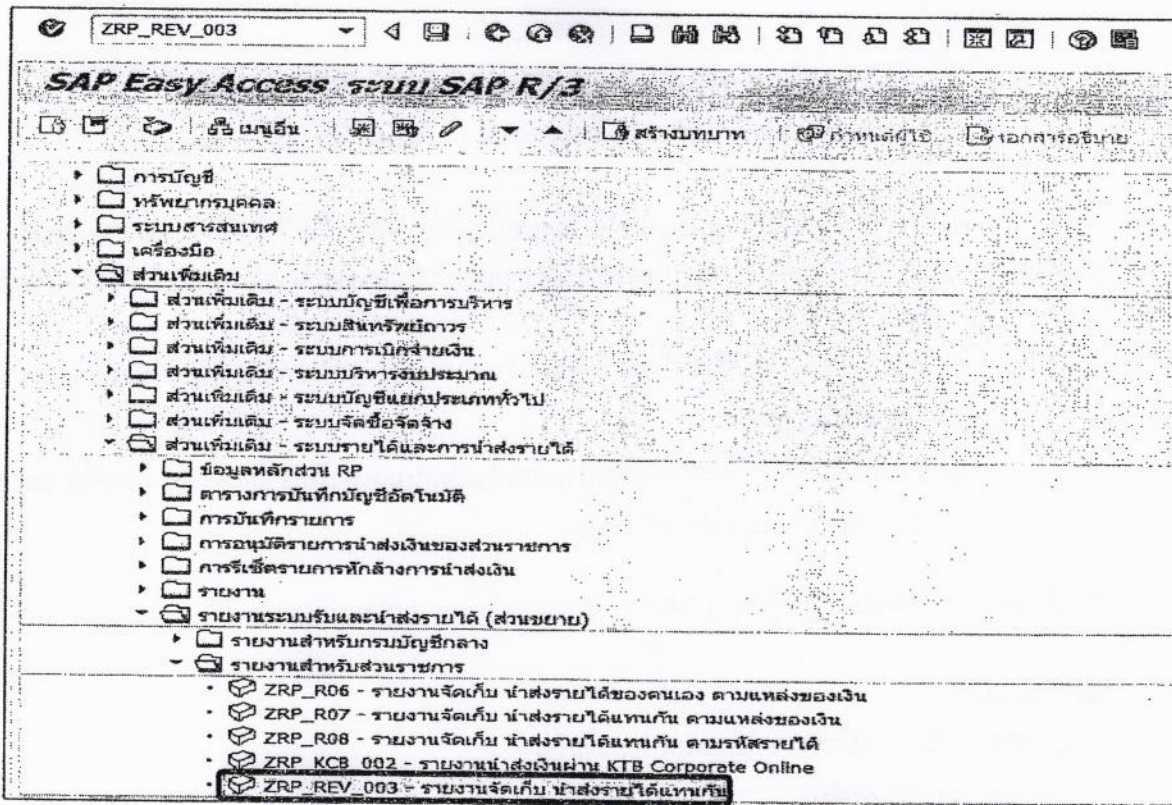 ZRP_REV_003
SAP Easy Access ระบบ SAP R/3
เมนูอื่น สร้างบทบาท กำหนดผู้ใช้ เอกสารอธิบาย
การบัญชี
ทรัพยากรบุคคล
ระบบสารสนเทศ
เครื่องมือ
ส่วนเพิ่มเติม
ส่วนเพิ่มเติม - ระบบบัญชีเพื่อการบริหาร
ส่วนเพิ่มเติม - ระบบสินทรัพย์ถาวร
ส่วนเพิ่มเติม - ระบบการเบิกจ่ายเงิน
ส่วนเพิ่มเติม - ระบบบริหารงบประมาณ
ส่วนเพิ่มเติม - ระบบบัญชีแยกประเภททั่วไป
ส่วนเพิ่มเติม - ระบบจัดซื้อจัดจ้าง
ส่วนเพิ่มเติม - ระบบรายได้และการนำส่งรายได้
ข้อมูลหลักส่วน RP
ตารางการบันทึกบัญชีอัตโนมัติ
การบันทึกรายการ
การอนุมัติรายการนำส่งเงินของส่วนราชการ
การรีเซ็ตรายการหักล้างการนำส่งเงิน
รายงาน
รายงานระบบรับและนำส่งรายได้ (ส่วนขยาย)
รายงานสำหรับกรมบัญชีกลาง
รายงานสำหรับส่วนราชการ
ZRP_R06 - รายงานจัดเก็บ นำส่งรายได้ของตนเอง ตามแหล่งของเงิน
ZRP_R07 - รายงานจัดเก็บ นำส่งรายได้แทนกัน ตามแหล่งของเงิน
ZRP_R08 - รายงานจัดเก็บ นำส่งรายได้แทนกัน ตามรหัสรายได้
ZRP_KCB_002 - รายงานนำส่งเงินผ่าน KTB Corporate Online
ZRP_REV_003 - รายงานจัดเก็บ นำส่งรายได้แทนกัน